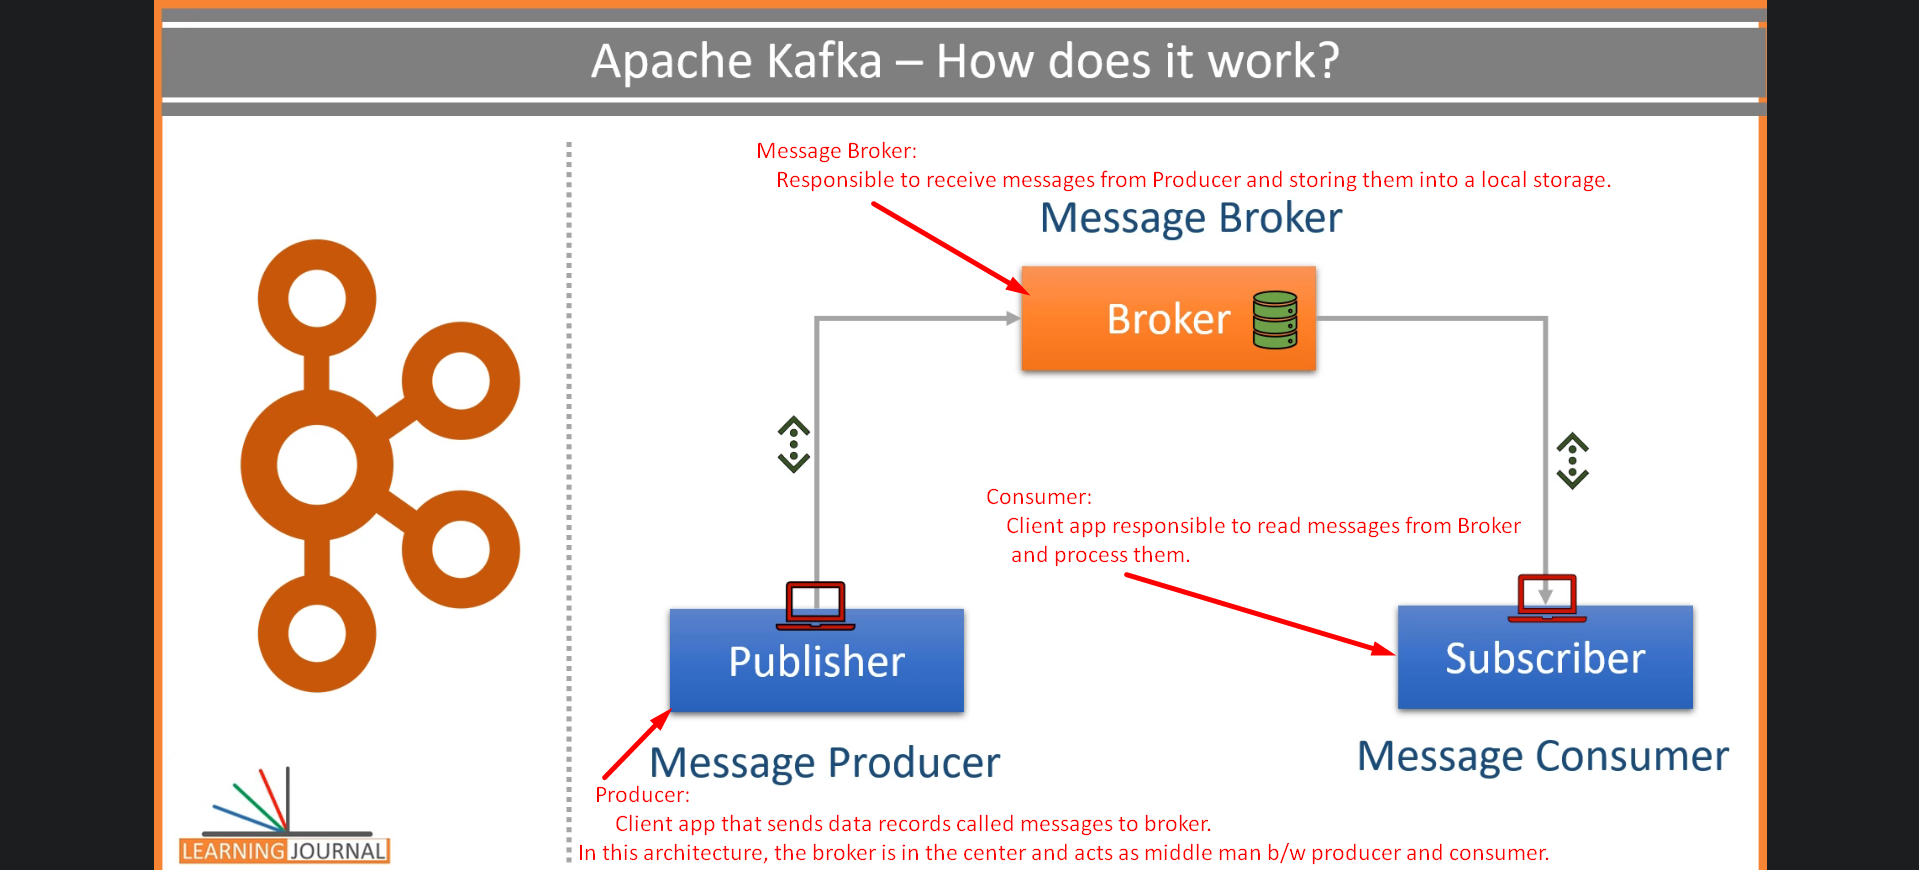 Apache Kafka – How does it work?
Message Broker:
Responsible to receive messages from Producer and storing them into a local storage.
Message Broker
Broker
Consumer:
Client app responsible to read messages from Broker
and process them.
Publisher
Subscriber
Message Producer
Message Consumer
Producer:
Client app that sends data records called messages to broker.
In this architecture, the broker is in the center and acts as middle man b/w producer and consumer.
LEARNING JOURNAL